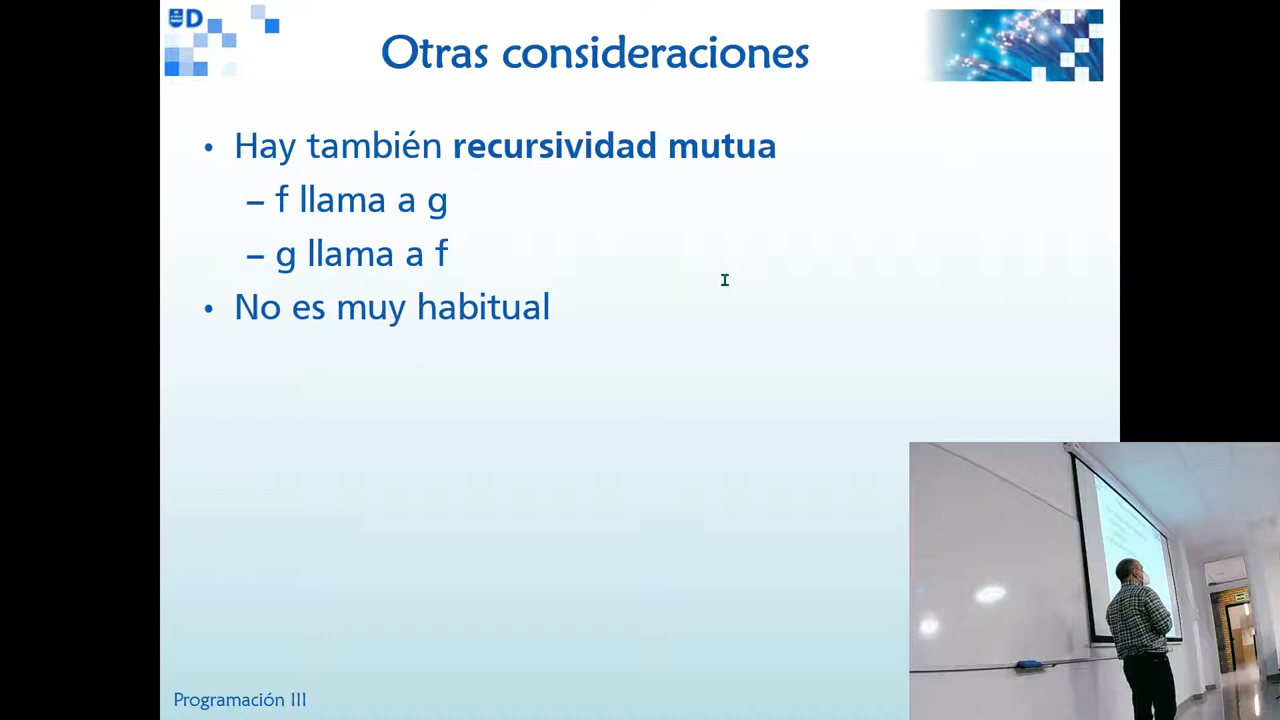 D
Otras consideraciones
• Hay también recursividad mutua
– f llama a g
– g llama a f
• No es muy habitual
Programación III